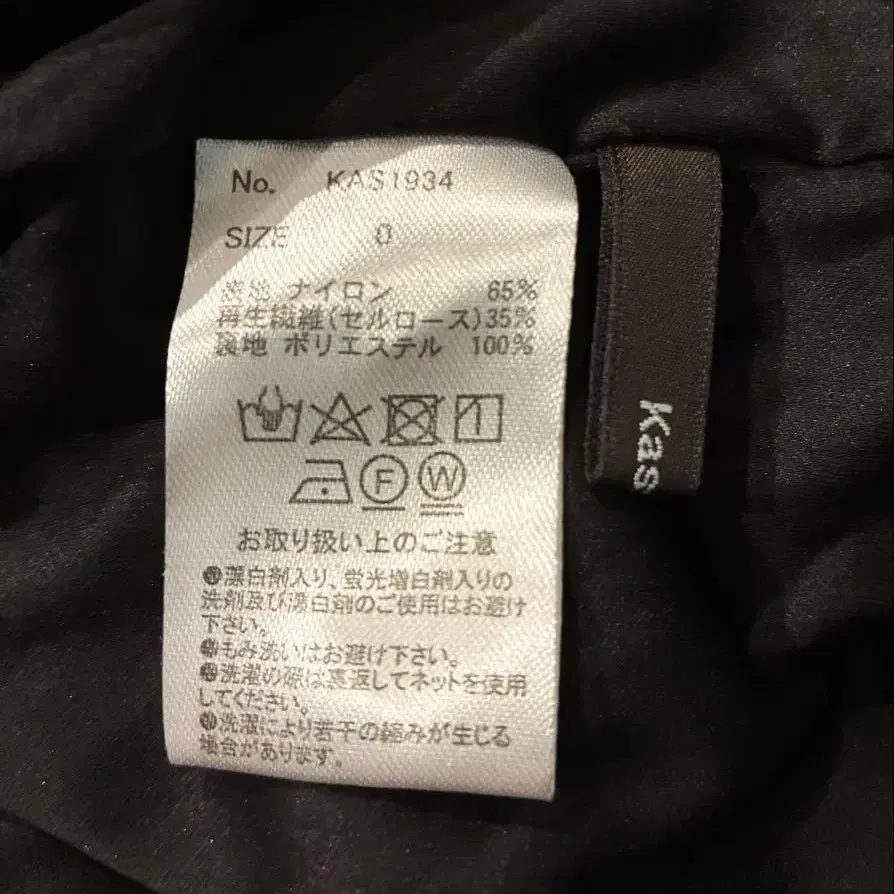 No. KAS1934
SIZE 0
表地 ナイロン 65%
再生繊維(セルロース)35%
裏地 ポリエステル 100%
F W
お取り扱い上のご注意
漂白剤入り、蛍光増白剤入りの
洗剤及び漂白剤のご使用はお避け
下さい。
もみ洗いはお避け下さい。
洗濯の際は裏返してネットを使用
してください。
洗濯により若干の縮みが生じる
場合があります。
Kas